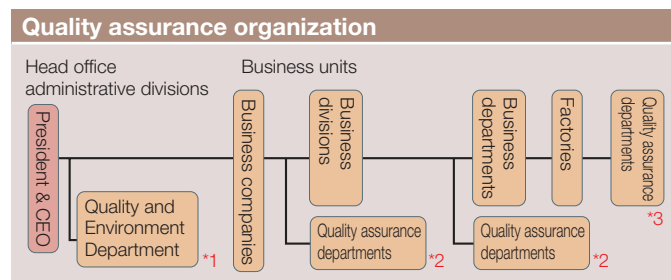 Quality assurance organization
Head office
administrative divisions
Business units
President & CEO
Quality and
Environment
Department
*1
Business companies
Business
divisions
Quality assurance
departments
*2
Business
departments
Quality assurance
departments
*2
Factories
Quality assurance
departments
*3